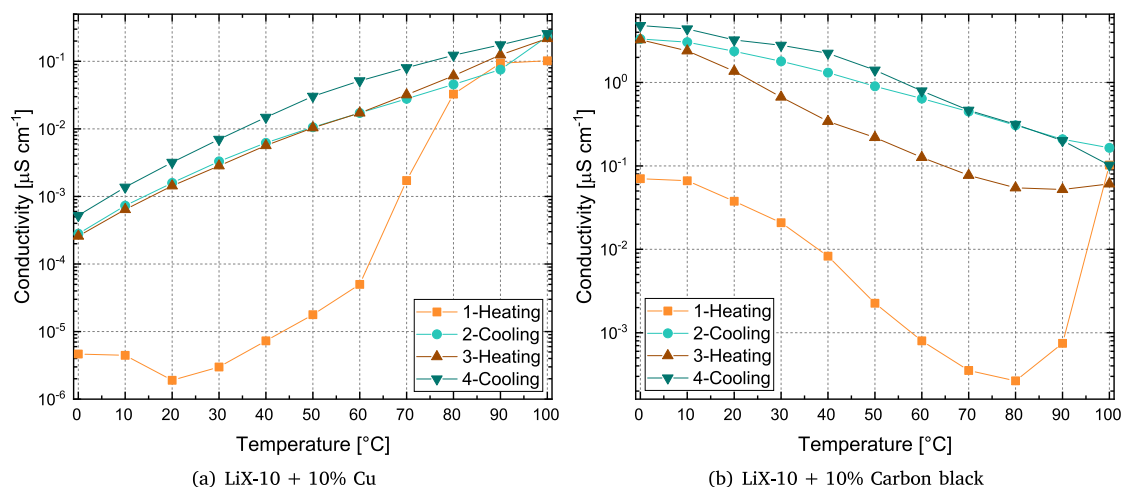 10⁻¹
10⁻²
10⁻³
10⁻⁴
10⁻⁵
10⁻⁶
Conductivity [µS cm⁻¹]
1-Heating
2-Cooling
3-Heating
4-Cooling
0 10 20 30 40 50 60 70 80 90 100
Temperature [°C]
(a) LiX-10 + 10% Cu
10⁰
10⁻¹
10⁻²
10⁻³
Conductivity [µS cm⁻¹]
1-Heating
2-Cooling
3-Heating
4-Cooling
0 10 20 30 40 50 60 70 80 90 100
Temperature [°C]
(b) LiX-10 + 10% Carbon black